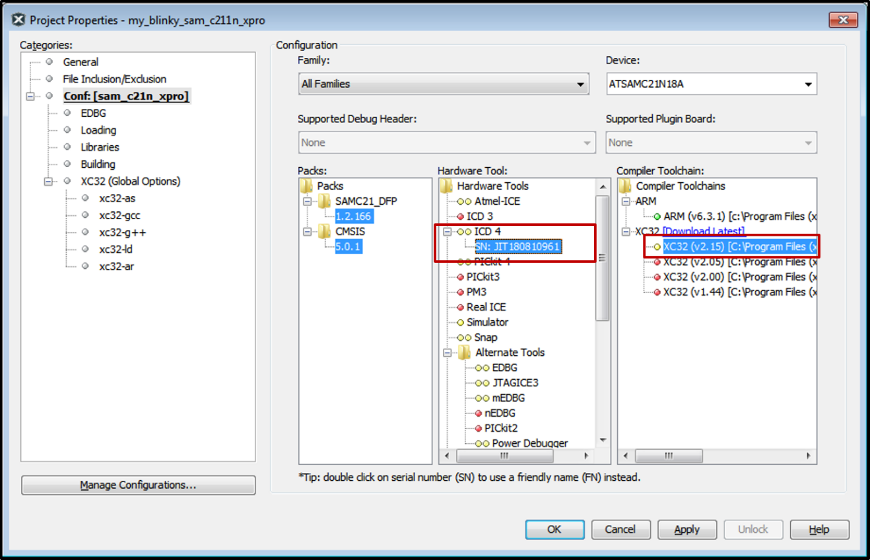 Project Properties - my_blinky_sam_c211n_xpro
Categories:
General
File Inclusion/Exclusion
Conf: [sam_c21n_xpro]
EDBG
Loading
Libraries
Building
XC32 (Global Options)
xc32-as
xc32-gcc
xc32-g++
xc32-ld
xc32-ar
Manage Configurations...
Configuration
Family:
All Families
Device:
ATSAMC21N18A
Supported Debug Header:
None
Supported Plugin Board:
None
Packs:
Packs
SAMC21_DFP
1.2.166
CMSIS
5.0.1
Hardware Tool:
Hardware Tools
Atmel-ICE
ICD 3
ICD 4
SN: JIT180810961
PICkit 4
PICkit3
PM3
Real ICE
Simulator
Snap
Alternate Tools
EDBG
JTAGICE3
mEDBG
nEDBG
PICkit2
Power Debugger
Compiler Toolchain:
Compiler Toolchains
ARM
ARM (v6.3.1) [c:\Program Files (x
XC32 [Download Latest]
XC32 (v2.15) [C:\Program Files (x
XC32 (v2.05) [C:\Program Files (x
XC32 (v2.00) [C:\Program Files (x
XC32 (v1.44) [C:\Program Files (x
*Tip: double click on serial number (SN) to use a friendly name (FN) instead.
OK
Cancel
Apply
Unlock
Help